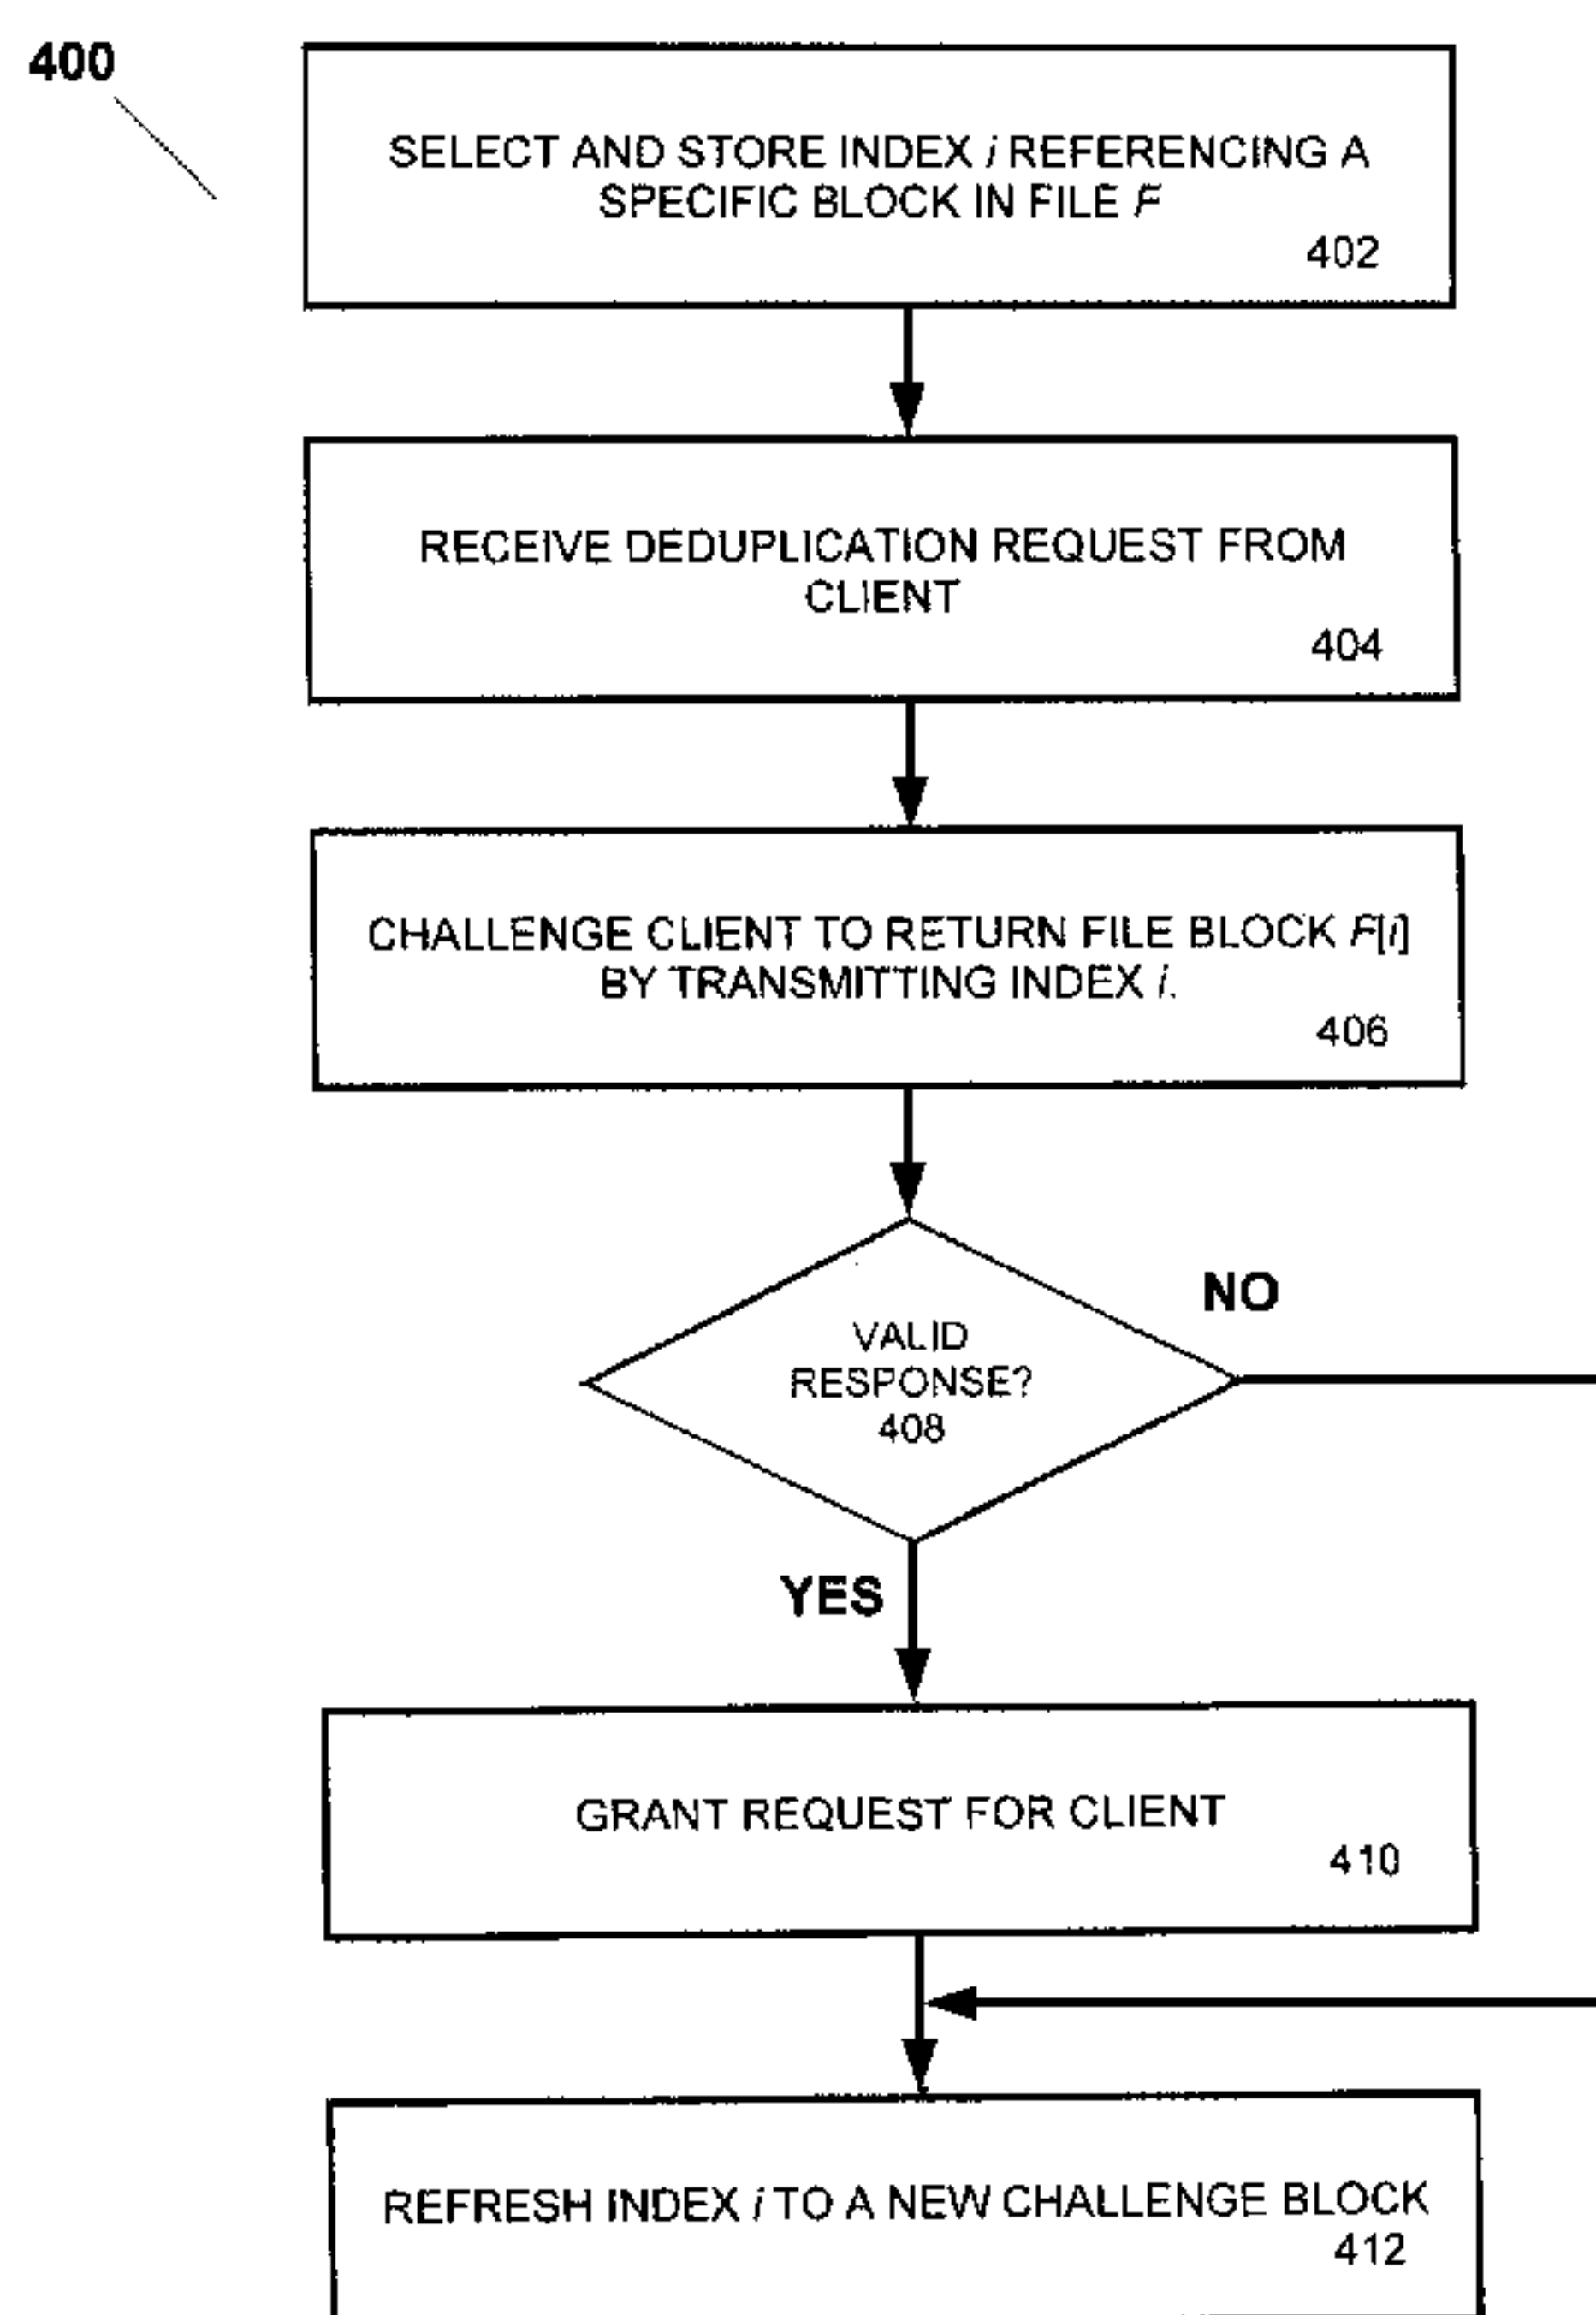 400
SELECT AND STORE INDEX i REFERENCING A
SPECIFIC BLOCK IN FILE F
402
RECEIVE DEDUPLICATION REQUEST FROM
CLIENT
404
CHALLENGE CLIENT TO RETURN FILE BLOCK F[i]
BY TRANSMITTING INDEX i.
406
NO
VALID
RESPONSE?
408
YES
GRANT REQUEST FOR CLIENT
410
REFRESH INDEX i TO A NEW CHALLENGE BLOCK
412